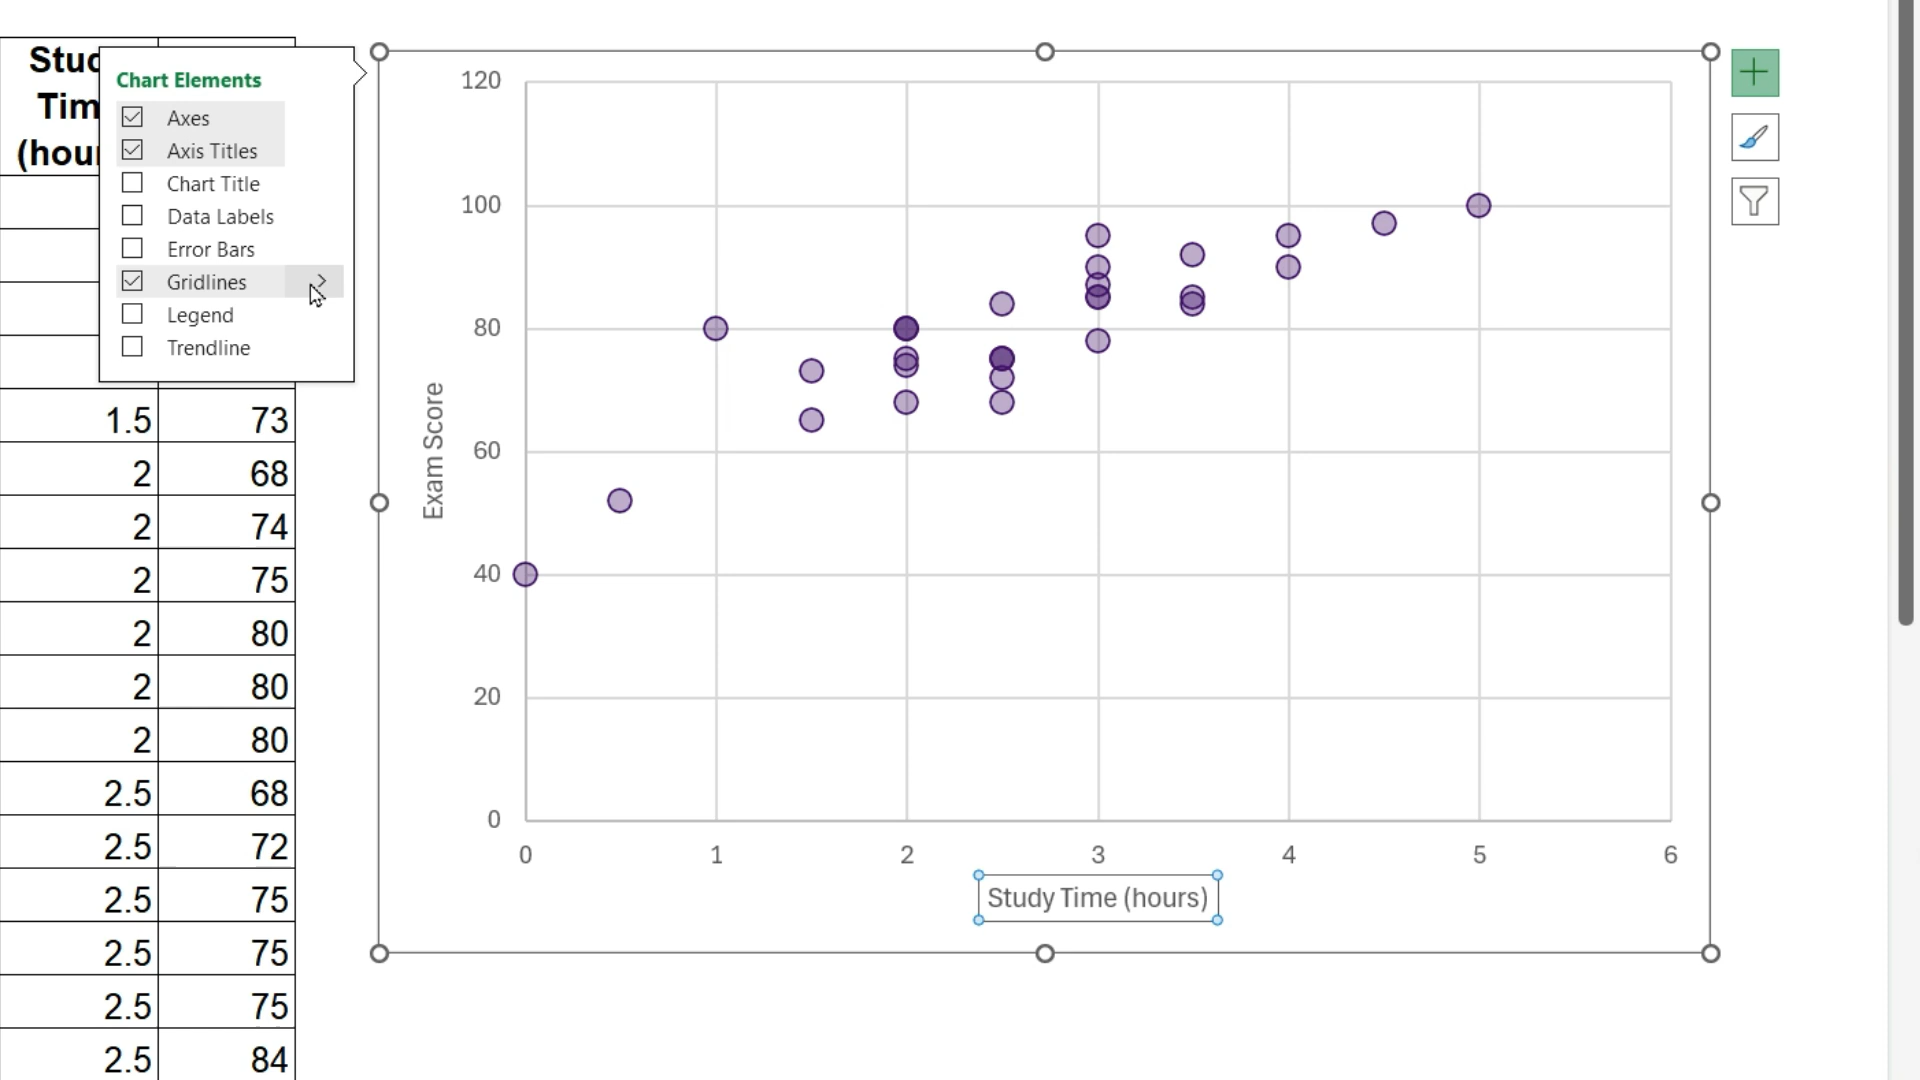 Chart Elements
Axes
Axis Titles
Chart Title
Data Labels
Error Bars
Gridlines
Legend
Trendline
1.5 73
2 68
2 74
2 75
2 80
2 80
2 80
2.5 68
2.5 72
2.5 75
2.5 75
2.5 75
2.5 84
120
100
80
60
40
20
0
Exam Score
0 1 2 3 4 5 6
Study Time (hours)